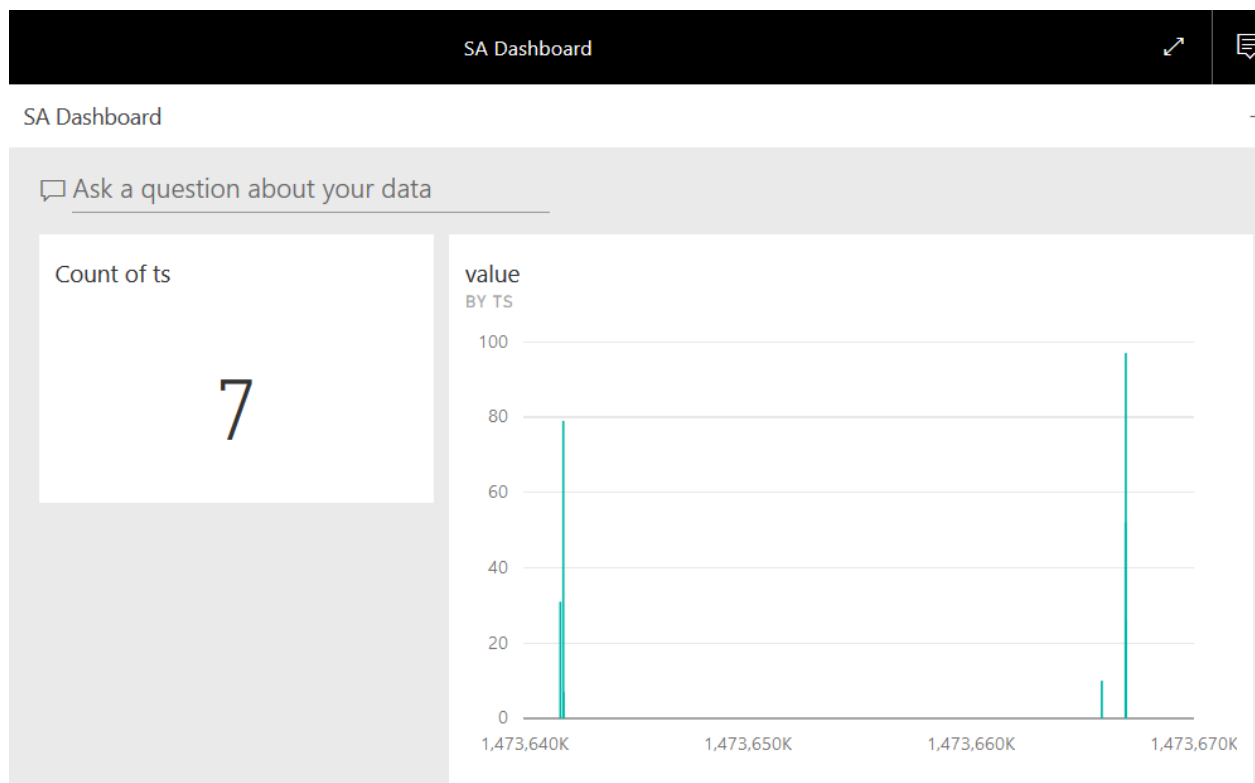 SA Dashboard
SA Dashboard
Ask a question about your data
Count of ts
7
value
BY TS
100
80
60
40
20
0
1,473,640K 1,473,650K 1,473,660K 1,473,670K